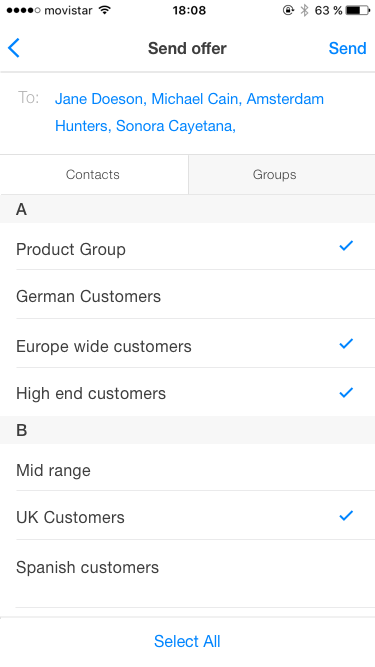 movistar 18:08 63 %
Send offer Send
To: Jane Doeson, Michael Cain, Amsterdam
Hunters, Sonora Cayetana,
Contacts Groups
A
Product Group
German Customers
Europe wide customers
High end customers
B
Mid range
UK Customers
Spanish customers
Select All